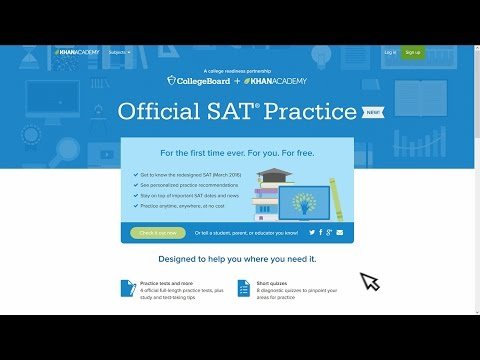 KHANACADEMY Subjects Log in Sign up
A college readiness partnership
CollegeBoard + KHANACADEMY
Official SAT® Practice NEW!
For the first time ever. For you. For free.
Get to know the redesigned SAT (March 2016)
See personalized practice recommendations
Stay on top of important SAT dates and news
Practice anytime, anywhere, at no cost
Check it out now Or tell a student, parent, or educator you know!
Designed to help you where you need it.
Practice tests and more
4 official full-length practice tests, plus
study and test-taking tips
Short quizzes
8 diagnostic quizzes to pinpoint your
areas for practice